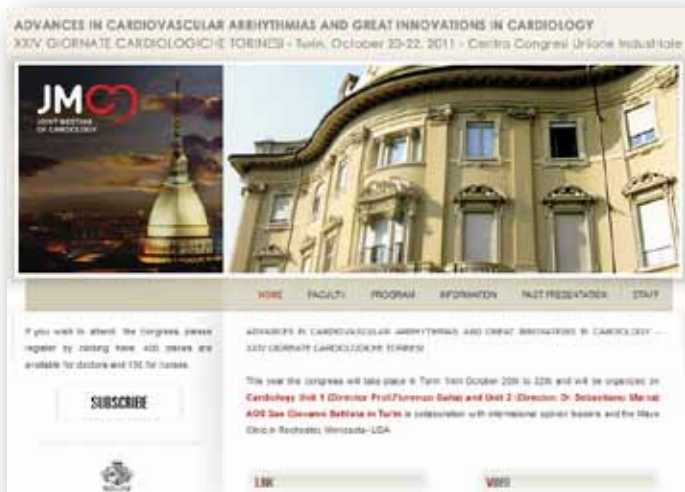 ADVANCES IN CARDIOVASCULAR ARRHYTHMIAS AND GREAT INNOVATIONS IN CARDIOLOGY
XXIV GIORNATE CARDIOLOGICHE TORINESI - Turin, October 20-22, 2011 - Centro Congressi Unione Industriale
JMC
JOINT MEETING
OF CARDIOLOGY
HOME FACULTY PROGRAM INFORMATION PAST PRESENTATION STAFF
If you wish to attend the congress, please
register by clicking here. 400 places are
available for doctors and 150 for nurses.
SUBSCRIBE
ADVANCES IN CARDIOVASCULAR ARRHYTHMIAS AND GREAT INNOVATIONS IN CARDIOLOGY -
XXIV GIORNATE CARDIOLOGICHE TORINESI
This year the congress will take place in Turin from October 20th to 22th and will be organized by
Cardiology Unit 1 (Director Prof. Fiorenzo Gaita) and Unit 2 (Director: Dr. Sebastiano Marra)
AOU San Giovanni Battista in Turin in collaboration with international opinion leaders and the Mayo
Clinic in Rochester, Minnesota - USA
LINK
VIDEO